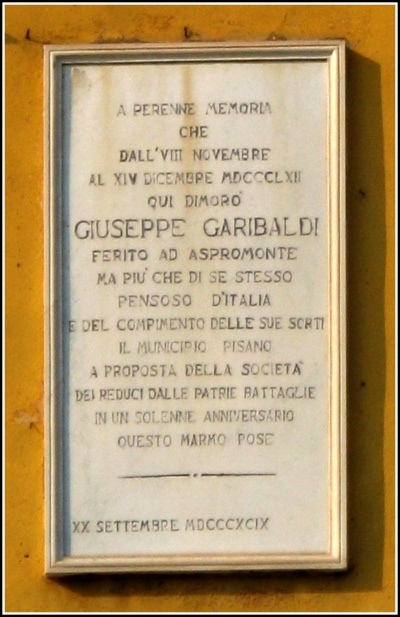 A PERENNE MEMORIA
CHE
DALL'VIII NOVEMBRE
AL XIV DICEMBRE MDCCCLXII
QUI DIMORO'
GIUSEPPE GARIBALDI
FERITO AD ASPROMONTE
MA PIU' CHE DI SE STESSO
PENSOSO D'ITALIA
E DEL COMPIMENTO DELLE SUE SORTI
IL MUNICIPIO PISANO
A PROPOSTA DELLA SOCIETA'
DEI REDUCI DALLE PATRIE BATTAGLIE
IN UN SOLENNE ANNIVERSARIO
QUESTO MARMO POSE
XX SETTEMBRE MDCCCXCIX